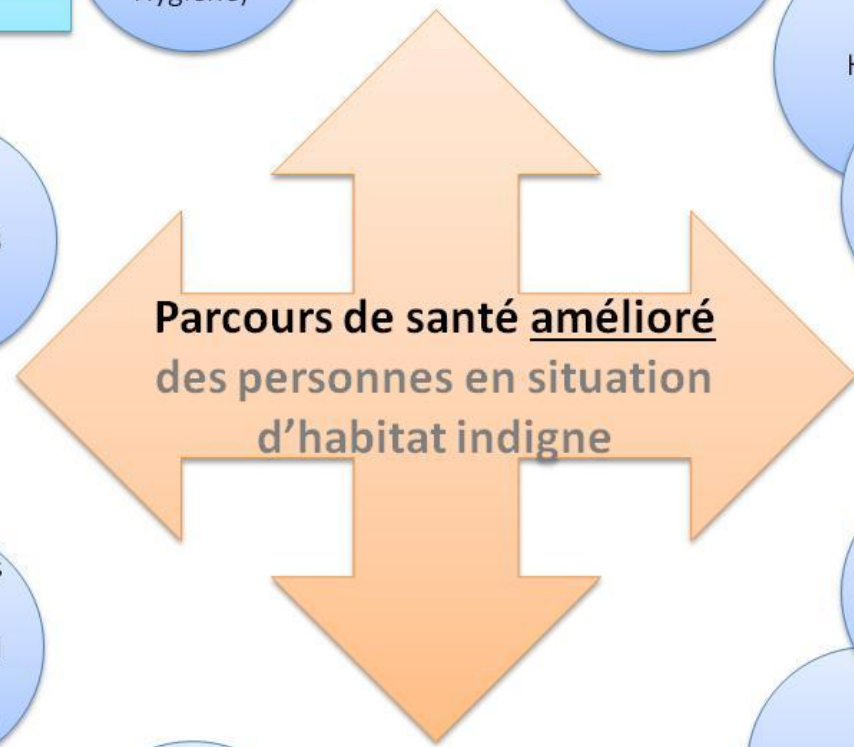 Parcours de santé amélioré
des personnes en situation
d’habitat indigne